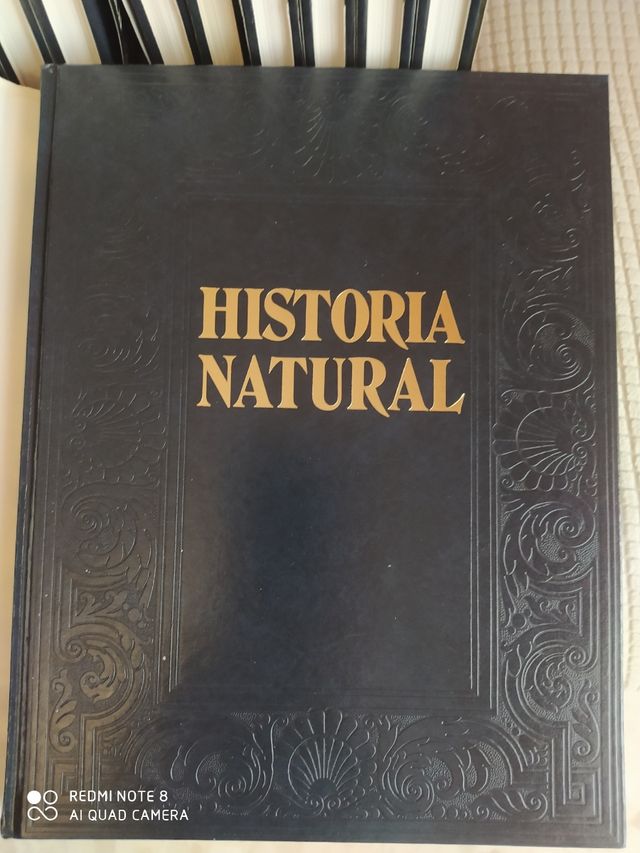 HISTORIA
NATURAL
REDMI NOTE 8
AI QUAD CAMERA